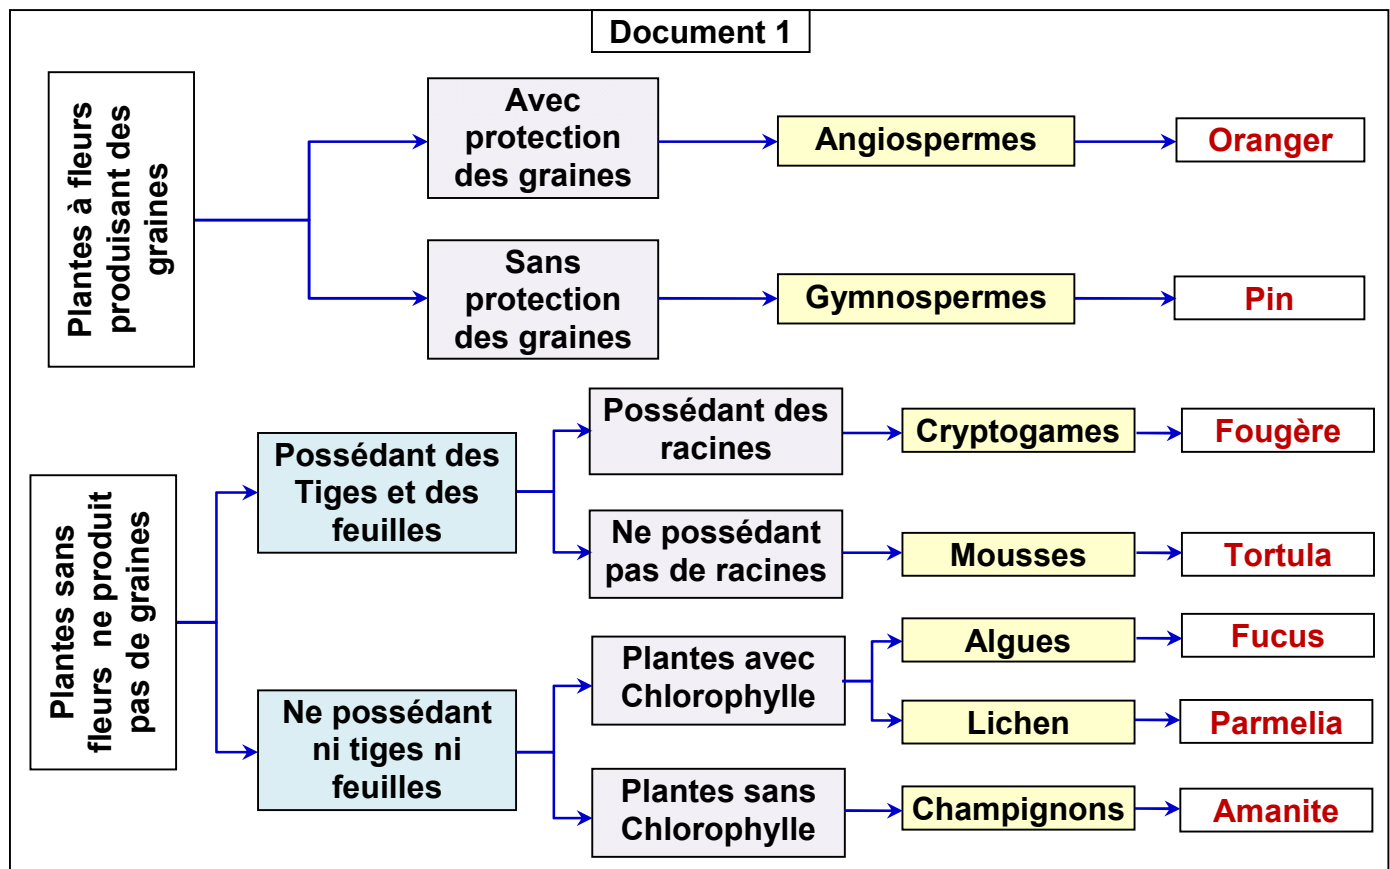 Document 1
Plantes à fleurs
produisant des
graines
Avec
protection
des graines
Angiospermes
Oranger
Sans
protection
des graines
Gymnospermes
Pin
Plantes sans
fleurs ne produit
pas de graines
Possédant des
Tiges et des
feuilles
Possédant des
racines
Cryptogames
Fougère
Ne possédant
pas de racines
Mousses
Tortula
Ne possédant
ni tiges ni
feuilles
Plantes avec
Chlorophylle
Algues
Fucus
Lichen
Parmelia
Plantes sans
Chlorophylle
Champignons
Amanite